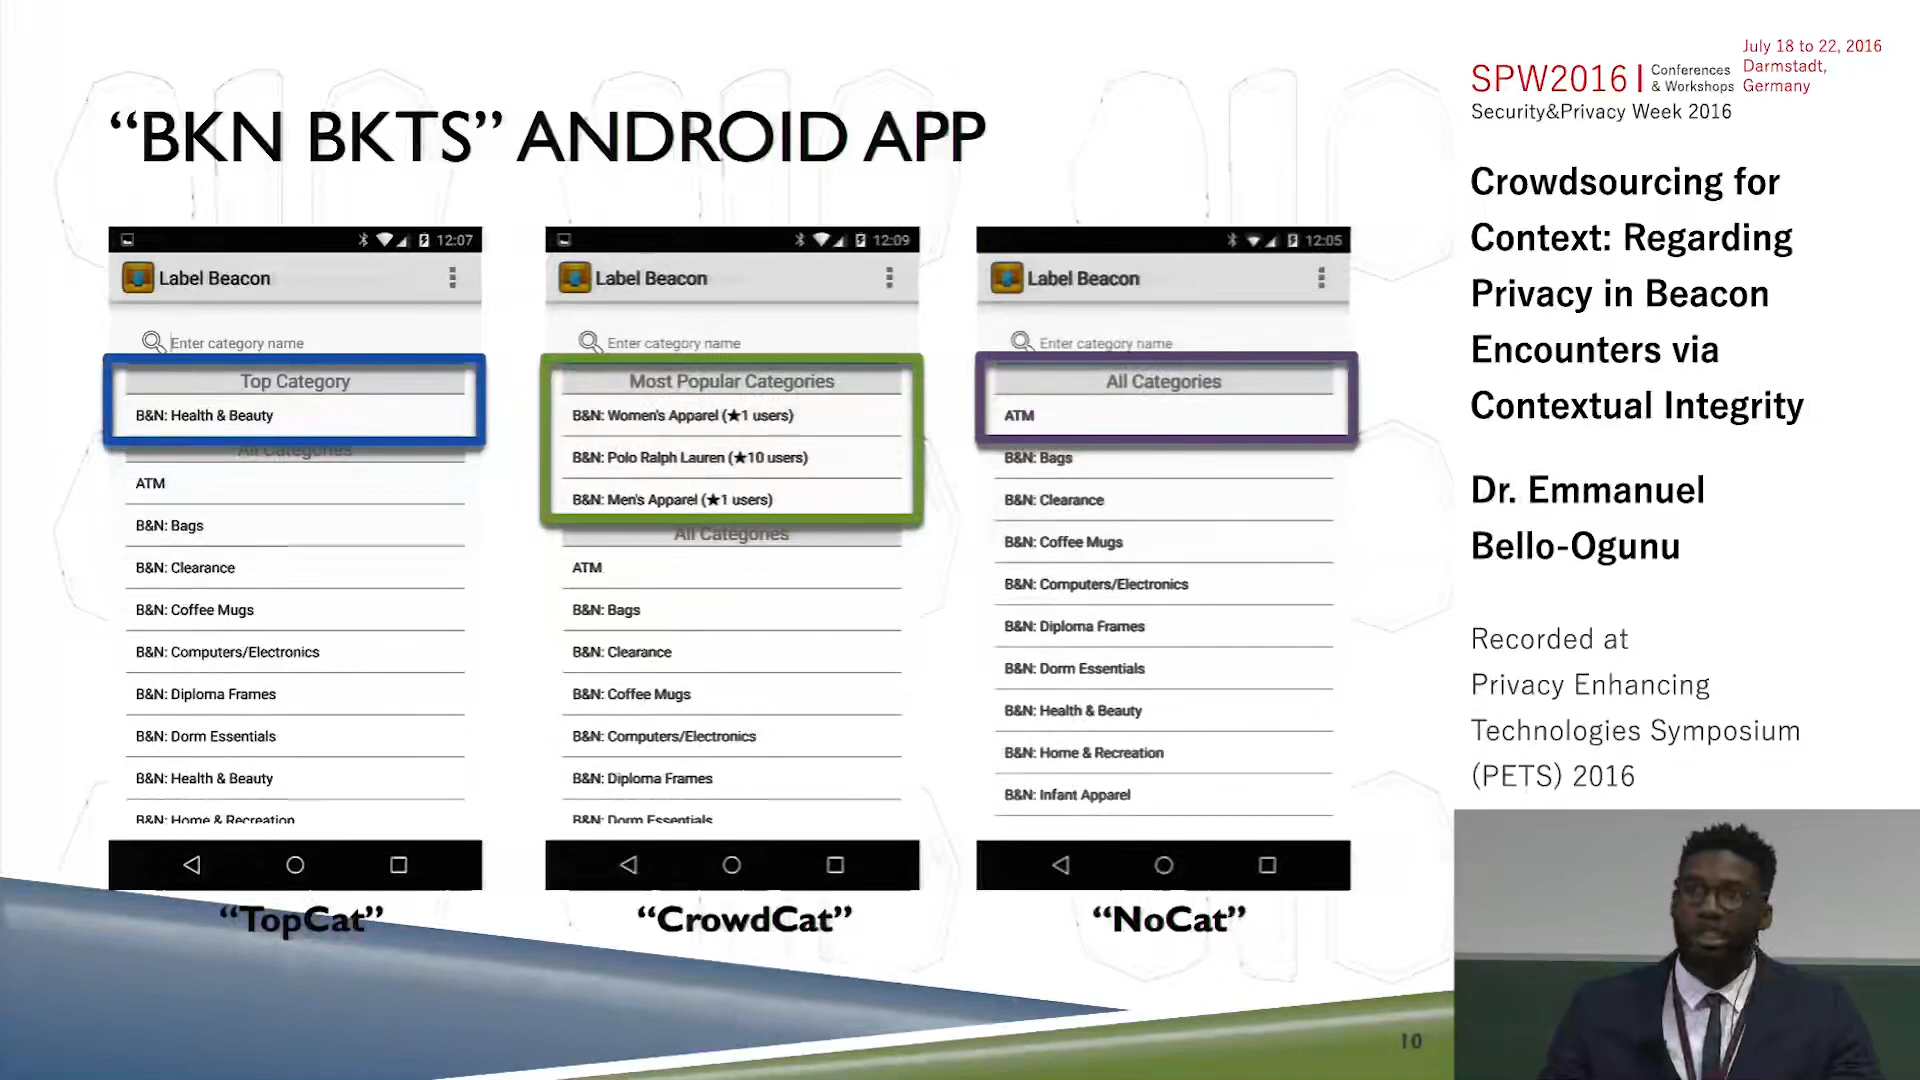 “BKN BKTS” ANDROID APP
12:07
Label Beacon
Enter category name
Top Category
B&N: Health & Beauty
All Categories
ATM
B&N: Bags
B&N: Clearance
B&N: Coffee Mugs
B&N: Computers/Electronics
B&N: Diploma Frames
B&N: Dorm Essentials
B&N: Health & Beauty
B&N: Home & Recreation
“TopCat”
12:09
Label Beacon
Enter category name
Most Popular Categories
B&N: Women's Apparel (★1 users)
B&N: Polo Ralph Lauren (★10 users)
B&N: Men's Apparel (★1 users)
All Categories
ATM
B&N: Bags
B&N: Clearance
B&N: Coffee Mugs
B&N: Computers/Electronics
B&N: Diploma Frames
B&N: Dorm Essentials
“CrowdCat”
12:05
Label Beacon
Enter category name
All Categories
ATM
B&N: Bags
B&N: Clearance
B&N: Coffee Mugs
B&N: Computers/Electronics
B&N: Diploma Frames
B&N: Dorm Essentials
B&N: Health & Beauty
B&N: Home & Recreation
B&N: Infant Apparel
“NoCat”
10
SPW2016 | Conferences & Workshops
July 18 to 22, 2016
Darmstadt,
Germany
Security&Privacy Week 2016
Crowdsourcing for
Context: Regarding
Privacy in Beacon
Encounters via
Contextual Integrity
Dr. Emmanuel
Bello-Ogunu
Recorded at
Privacy Enhancing
Technologies Symposium
(PETS) 2016